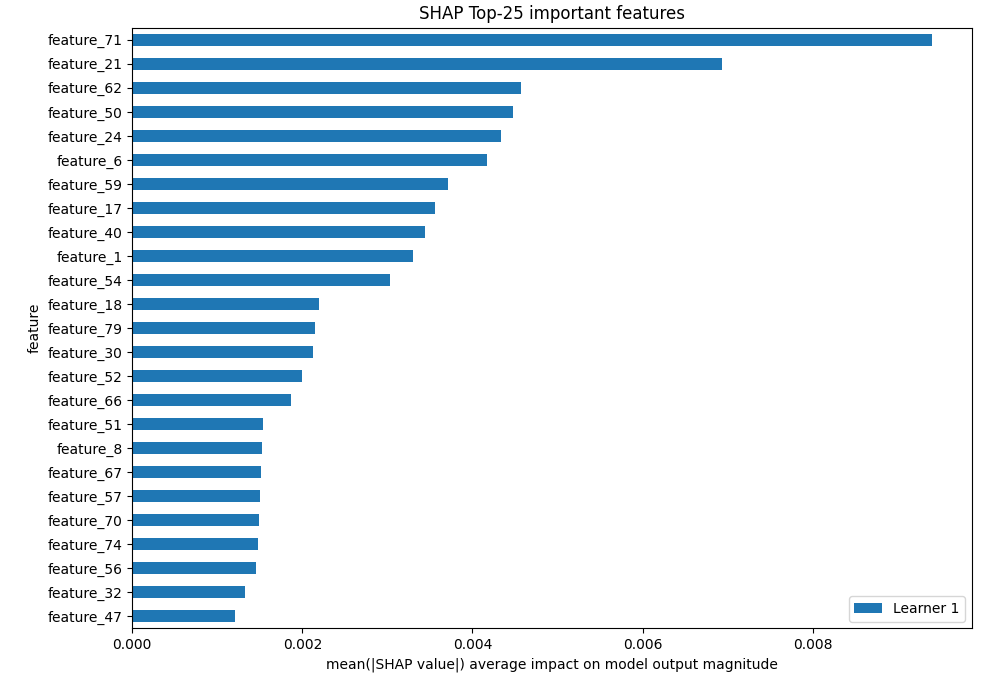 SHAP Top-25 important features
feature_71
feature_21
feature_62
feature_50
feature_24
feature_6
feature_59
feature_17
feature_40
feature_1
feature_54
feature_18
feature_79
feature_30
feature_52
feature_66
feature_51
feature_8
feature_67
feature_57
feature_70
feature_74
feature_56
feature_32
feature_47
feature
Learner 1
0.000 0.002 0.004 0.006 0.008
mean(|SHAP value|) average impact on model output magnitude